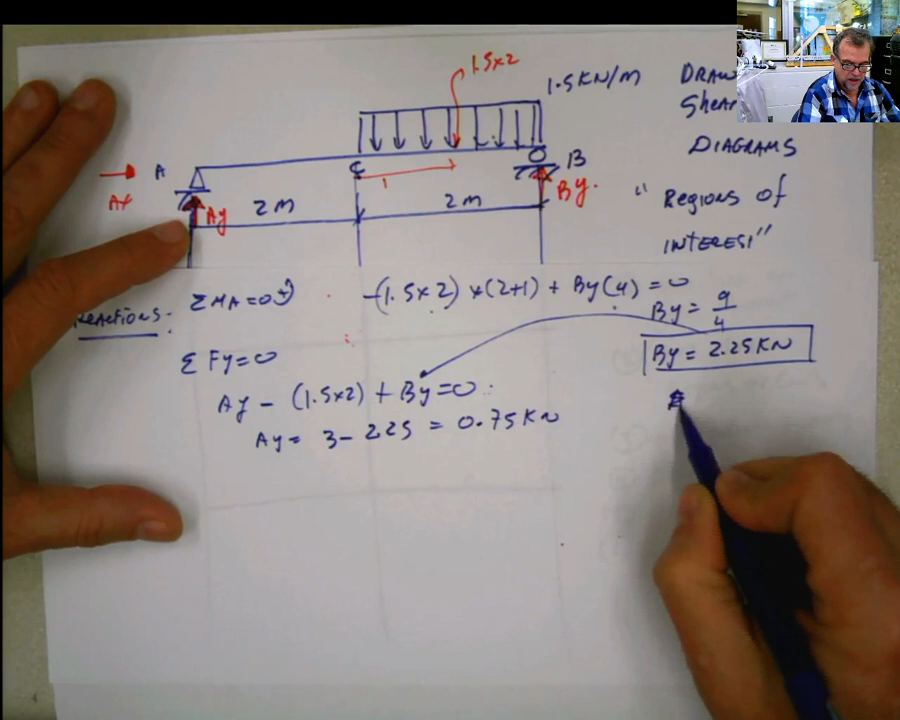 1.5x2
1.5KN/m
DRAW
Shear
DIAGRAMS
"Regions of
INTEREST"
A
Ax
Ay
C
1
B
By.
2m
2m
Reactions:
ΣMA=0
-(1.5x2) x(2+1) + By(4) = 0
By = 9/4
By = 2.25KN
Σ Fy=0
Ay - (1.5x2) + By=0
Ay = 3-2.25 = 0.75KN